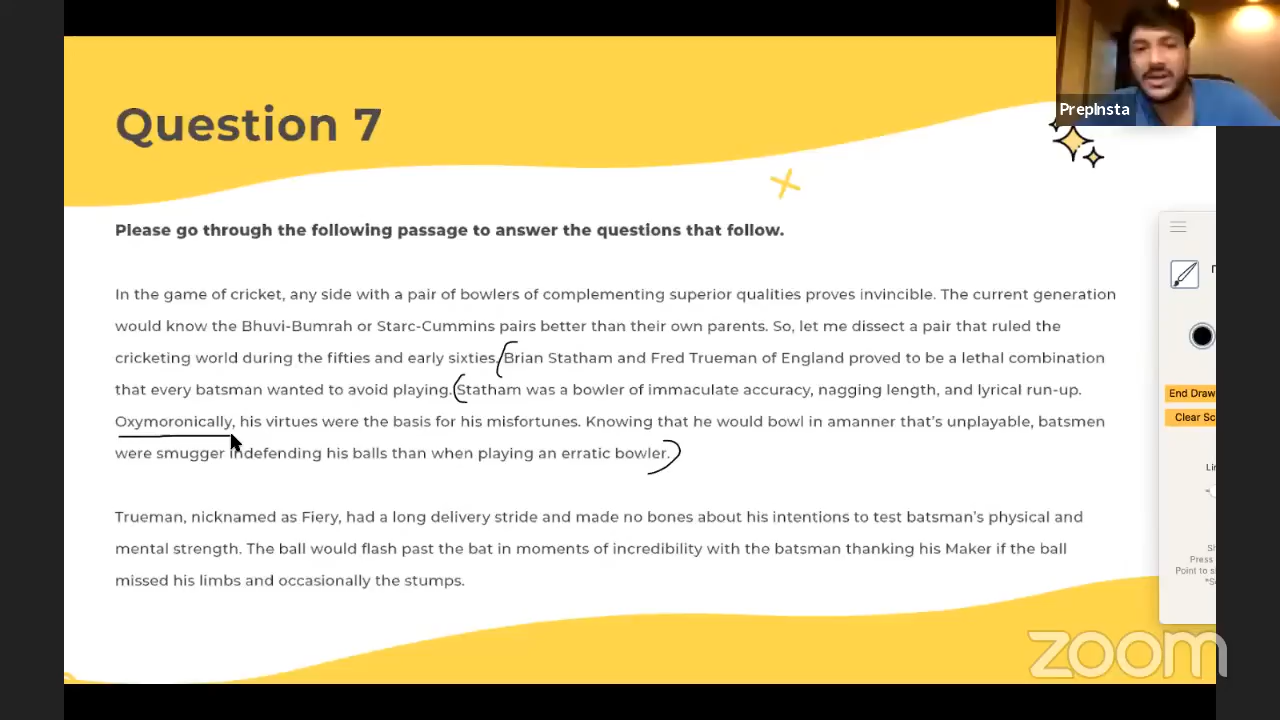 PrepInsta
Question 7
Please go through the following passage to answer the questions that follow.
In the game of cricket, any side with a pair of bowlers of complementing superior qualities proves invincible. The current generation
would know the Bhuvi-Bumrah or Starc-Cummins pairs better than their own parents. So, let me dissect a pair that ruled the
cricketing world during the fifties and early sixties. Brian Statham and Fred Trueman of England proved to be a lethal combination
that every batsman wanted to avoid playing. Statham was a bowler of immaculate accuracy, nagging length, and lyrical run-up.
Oxymoronically, his virtues were the basis for his misfortunes. Knowing that he would bowl in amanner that's unplayable, batsmen
were smugger indefending his balls than when playing an erratic bowler.
Trueman, nicknamed as Fiery, had a long delivery stride and made no bones about his intentions to test batsman's physical and
mental strength. The ball would flash past the bat in moments of incredibility with the batsman thanking his Maker if the ball
missed his limbs and occasionally the stumps.
End Draw
Clear Sc
Li
Sh
Press
Point to s
zoom